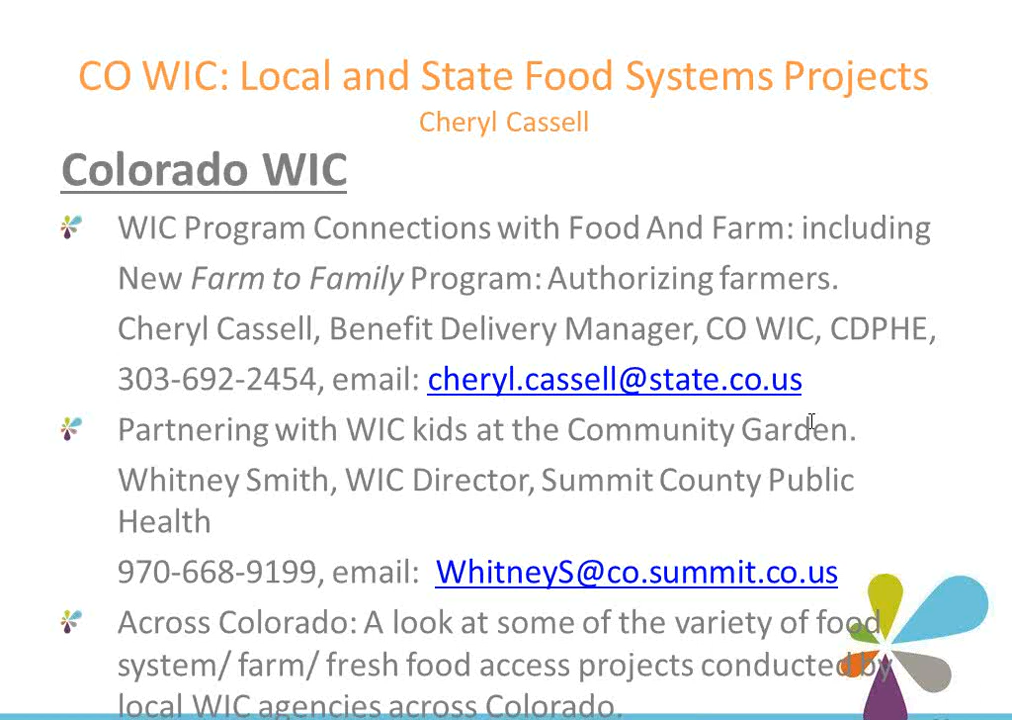 CO WIC: Local and State Food Systems Projects
Cheryl Cassell
Colorado WIC
WIC Program Connections with Food And Farm: including
New Farm to Family Program: Authorizing farmers.
Cheryl Cassell, Benefit Delivery Manager, CO WIC, CDPHE,
303-692-2454, email: cheryl.cassell@state.co.us
Partnering with WIC kids at the Community Garden.
Whitney Smith, WIC Director, Summit County Public
Health
970-668-9199, email: WhitneyS@co.summit.co.us
Across Colorado: A look at some of the variety of food
system/ farm/ fresh food access projects conducted by
local WIC agencies across Colorado.